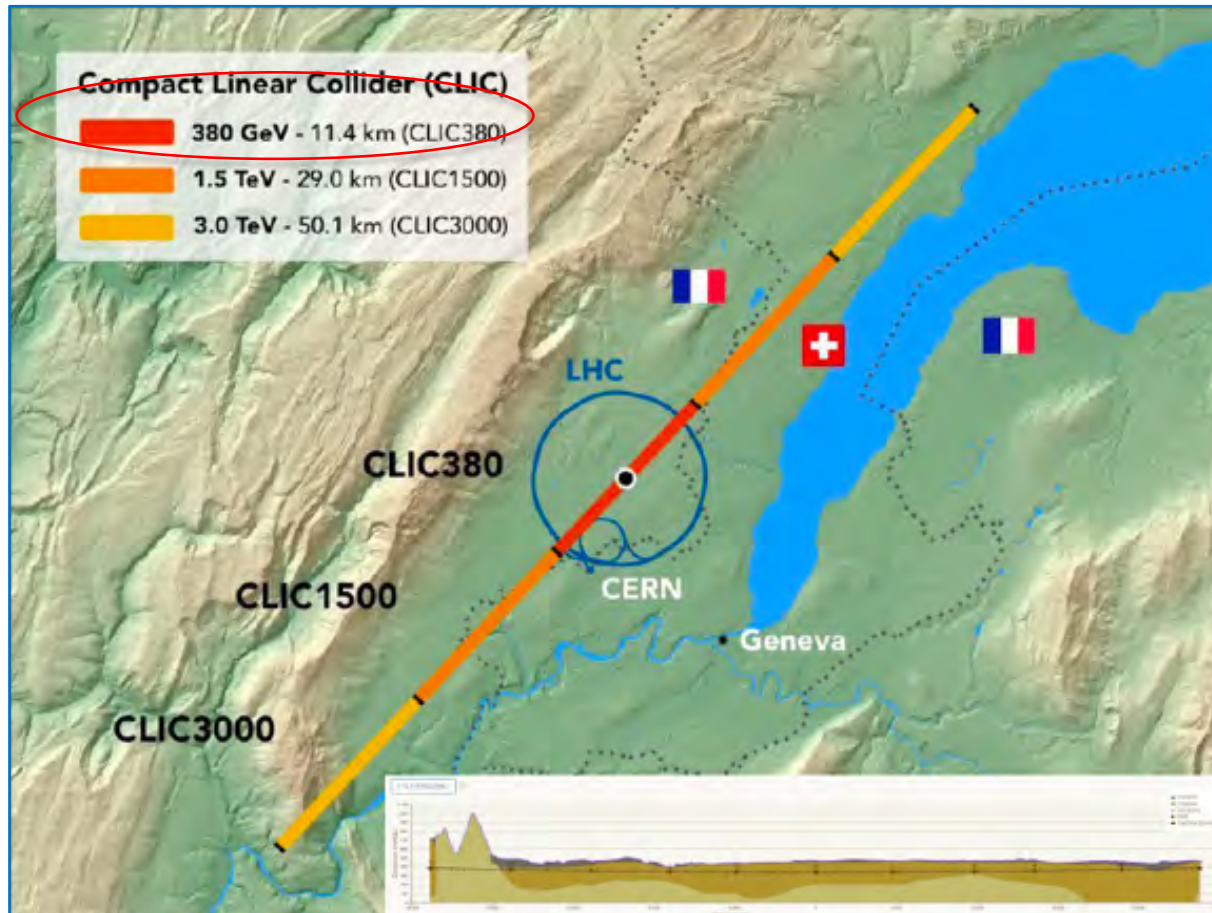 Compact Linear Collider (CLIC)
380 GeV - 11.4 km (CLIC380)
1.5 TeV - 29.0 km (CLIC1500)
3.0 TeV - 50.1 km (CLIC3000)
LHC
CLIC380
CERN
CLIC1500
Geneva
CLIC3000